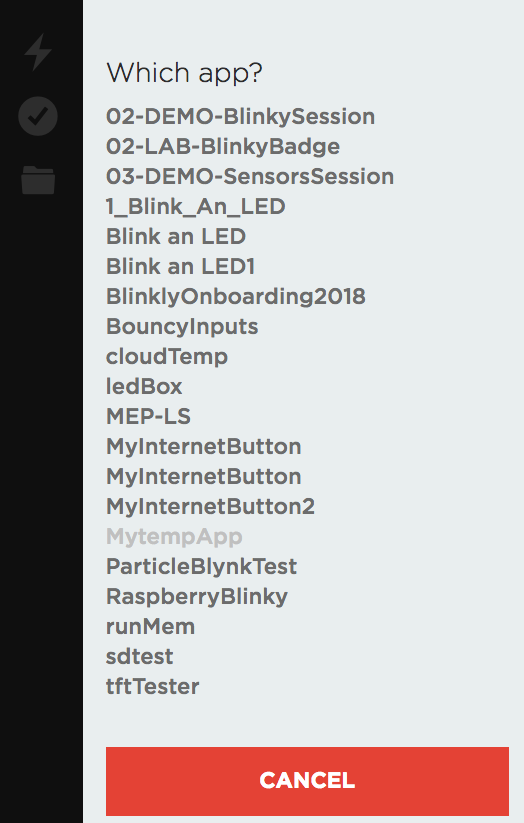 Which app?
02-DEMO-BlinkySession
02-LAB-BlinkyBadge
03-DEMO-SensorsSession
1_Blink_An_LED
Blink an LED
Blink an LED1
BlinklyOnboarding2018
BouncyInputs
cloudTemp
ledBox
MEP-LS
MyInternetButton
MyInternetButton
MyInternetButton2
MytempApp
ParticleBlynkTest
RaspberryBlinky
runMem
sdtest
tftTester
CANCEL